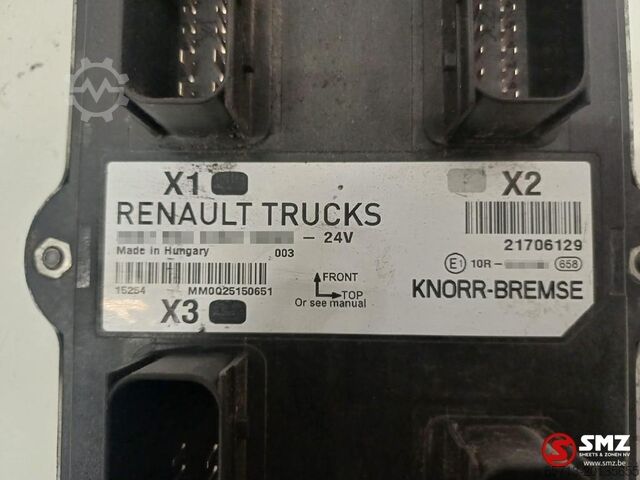 X1
X2
RENAULT TRUCKS
– 24V
21706129
Made in Hungary
003
E1 10R –
658
FRONT
15254
MM0Q25150651
TOP
Or see manual
KNORR-BREMSE
X3
SMZ
SHEETS & ZONEN NV
www.smz.be